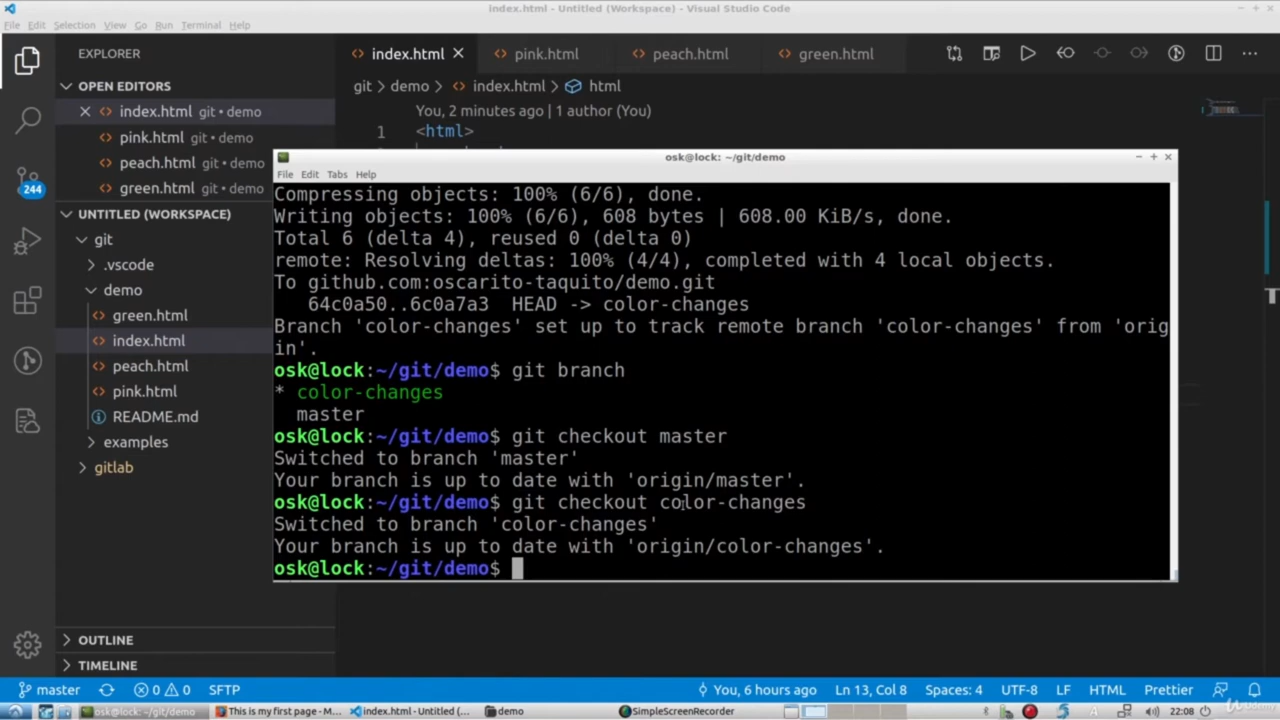 index.html - Untitled (Workspace) - Visual Studio Code
File Edit Selection View Go Run Terminal Help
EXPLORER
index.html
pink.html
peach.html
green.html
OPEN EDITORS
git > demo > index.html > html
index.html git • demo
You, 2 minutes ago | 1 author (You)
pink.html git • demo
1 <html>
peach.html git • demo
green.html git • demo
244
UNTITLED (WORKSPACE)
git
.vscode
demo
green.html
index.html
peach.html
pink.html
README.md
examples
gitlab
OUTLINE
TIMELINE
osk@lock: ~/git/demo
File Edit Tabs Help
Compressing objects: 100% (6/6), done.
Writing objects: 100% (6/6), 608 bytes | 608.00 KiB/s, done.
Total 6 (delta 4), reused 0 (delta 0)
remote: Resolving deltas: 100% (4/4), completed with 4 local objects.
To github.com:oscarito-taquito/demo.git
64c0a50..6c0a7a3 HEAD -> color-changes
Branch 'color-changes' set up to track remote branch 'color-changes' from 'orig
in'.
osk@lock:~/git/demo$ git branch
* color-changes
master
osk@lock:~/git/demo$ git checkout master
Switched to branch 'master'
Your branch is up to date with 'origin/master'.
osk@lock:~/git/demo$ git checkout color-changes
Switched to branch 'color-changes'
Your branch is up to date with 'origin/color-changes'.
osk@lock:~/git/demo$
master 0 0 SFTP You, 6 hours ago Ln 13, Col 8 Spaces: 4 UTF-8 LF HTML Prettier
osk@lock: ~/git/demo This is my first page - M... index.html - Untitled (... demo SimpleScreenRecorder A 22:08
Udemy